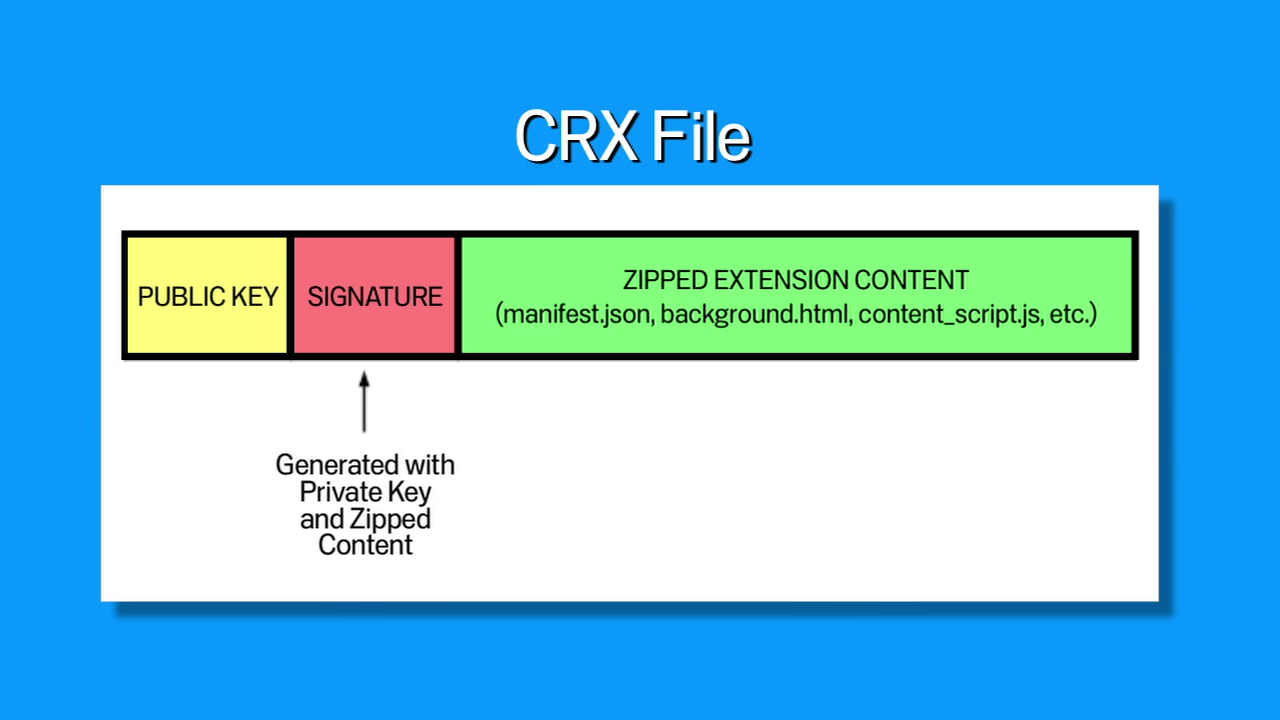 CRX File
PUBLIC KEY
SIGNATURE
ZIPPED EXTENSION CONTENT
(manifest.json, background.html, content_script.js, etc.)
Generated with
Private Key
and Zipped
Content